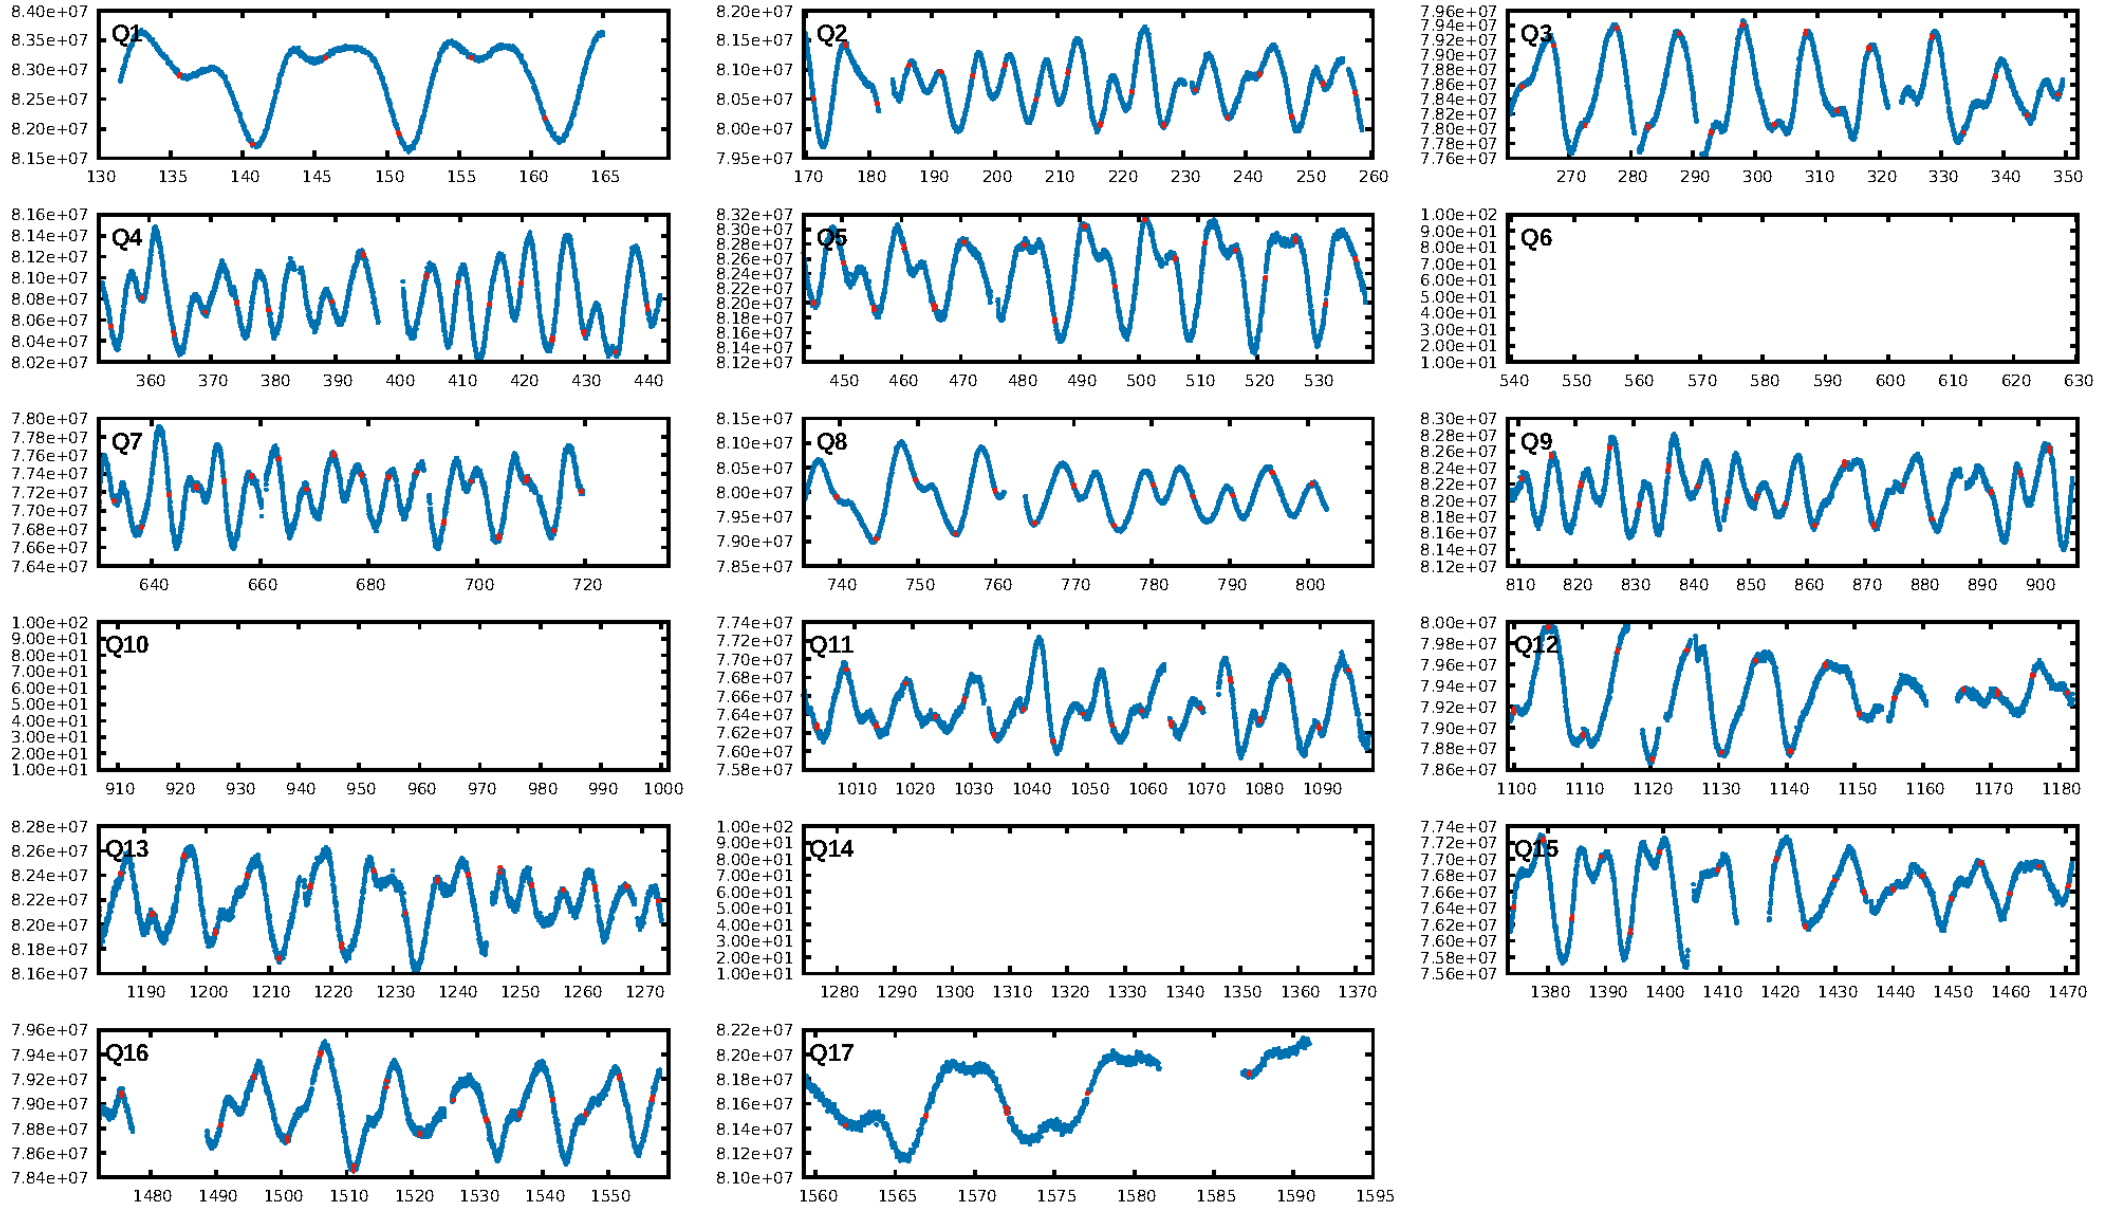 8.40e+07
8.35e+07
8.30e+07
8.25e+07
8.20e+07
8.15e+07
Q1
130 135 140 145 150 155 160 165
8.20e+07
8.15e+07
8.10e+07
8.05e+07
8.00e+07
7.95e+07
Q2
170 180 190 200 210 220 230 240 250 260
7.96e+07
7.94e+07
7.92e+07
7.90e+07
7.88e+07
7.86e+07
7.84e+07
7.82e+07
7.80e+07
7.78e+07
7.76e+07
Q3
270 280 290 300 310 320 330 340 350
8.16e+07
8.14e+07
8.12e+07
8.10e+07
8.08e+07
8.06e+07
8.04e+07
8.02e+07
Q4
360 370 380 390 400 410 420 430 440
8.32e+07
8.30e+07
8.28e+07
8.26e+07
8.24e+07
8.22e+07
8.20e+07
8.18e+07
8.16e+07
8.14e+07
8.12e+07
Q5
450 460 470 480 490 500 510 520 530
1.00e+02
9.00e+01
8.00e+01
7.00e+01
6.00e+01
5.00e+01
4.00e+01
3.00e+01
2.00e+01
1.00e+01
Q6
540 550 560 570 580 590 600 610 620 630
7.80e+07
7.78e+07
7.76e+07
7.74e+07
7.72e+07
7.70e+07
7.68e+07
7.66e+07
7.64e+07
Q7
640 660 680 700 720
8.15e+07
8.10e+07
8.05e+07
8.00e+07
7.95e+07
7.90e+07
7.85e+07
Q8
740 750 760 770 780 790 800
8.30e+07
8.28e+07
8.26e+07
8.24e+07
8.22e+07
8.20e+07
8.18e+07
8.16e+07
8.14e+07
8.12e+07
Q9
810 820 830 840 850 860 870 880 890 900
1.00e+02
9.00e+01
8.00e+01
7.00e+01
6.00e+01
5.00e+01
4.00e+01
3.00e+01
2.00e+01
1.00e+01
Q10
910 920 930 940 950 960 970 980 990 1000
7.74e+07
7.72e+07
7.70e+07
7.68e+07
7.66e+07
7.64e+07
7.62e+07
7.60e+07
7.58e+07
Q11
1010 1020 1030 1040 1050 1060 1070 1080 1090
8.00e+07
7.98e+07
7.96e+07
7.94e+07
7.92e+07
7.90e+07
7.88e+07
7.86e+07
Q12
1100 1110 1120 1130 1140 1150 1160 1170 1180
8.28e+07
8.26e+07
8.24e+07
8.22e+07
8.20e+07
8.18e+07
8.16e+07
Q13
1190 1200 1210 1220 1230 1240 1250 1260 1270
1.00e+02
9.00e+01
8.00e+01
7.00e+01
6.00e+01
5.00e+01
4.00e+01
3.00e+01
2.00e+01
1.00e+01
Q14
1280 1290 1300 1310 1320 1330 1340 1350 1360 1370
7.74e+07
7.72e+07
7.70e+07
7.68e+07
7.66e+07
7.64e+07
7.62e+07
7.60e+07
7.58e+07
7.56e+07
Q15
1380 1390 1400 1410 1420 1430 1440 1450 1460 1470
7.96e+07
7.94e+07
7.92e+07
7.90e+07
7.88e+07
7.86e+07
7.84e+07
Q16
1480 1490 1500 1510 1520 1530 1540 1550
8.22e+07
8.20e+07
8.18e+07
8.16e+07
8.14e+07
8.12e+07
8.10e+07
Q17
1560 1565 1570 1575 1580 1585 1590 1595